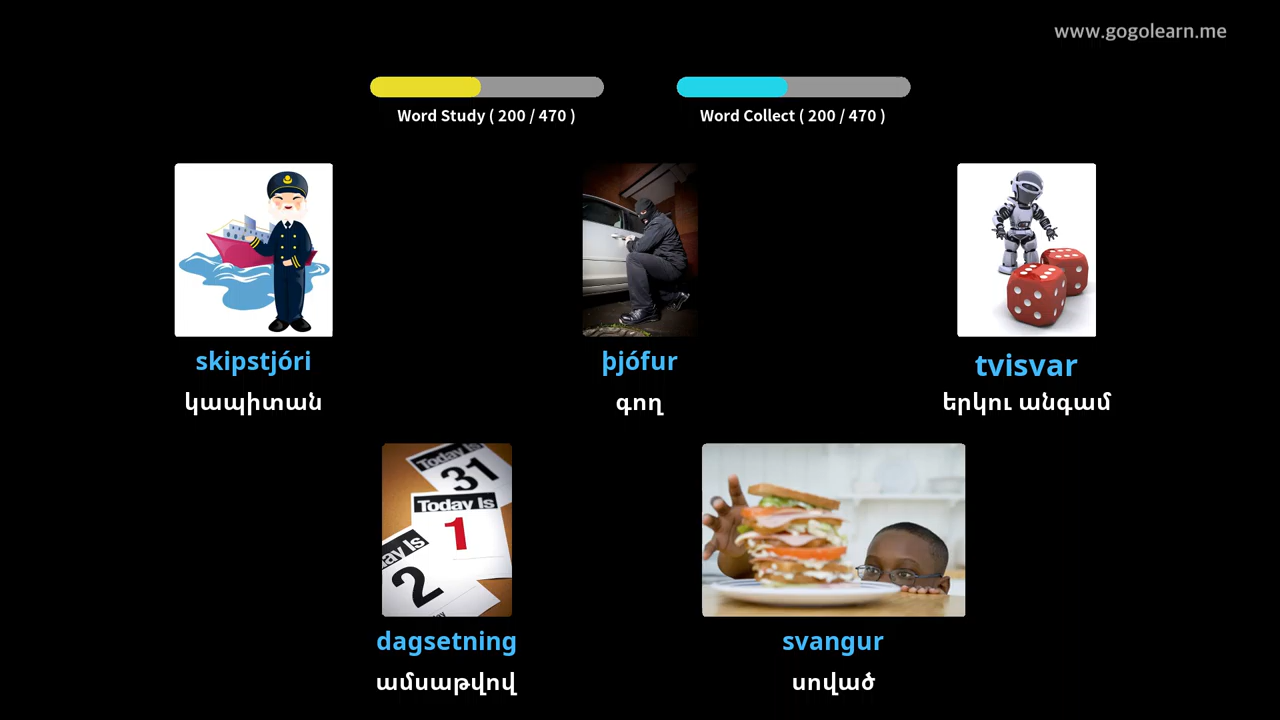 www.gogolearn.me
Word Study ( 200 / 470 )
Word Collect ( 200 / 470 )
skipstjóri
կապիտան
þjófur
գող
tvisvar
երկու անգամ
Today Is
31
Today Is
1
ay Is
2
dagsetning
ամսաթվով
svangur
սոված